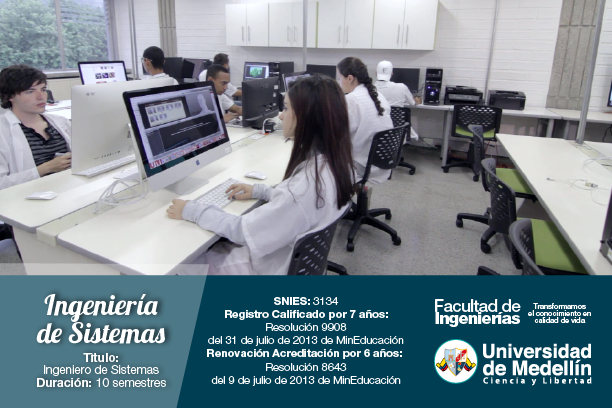 Ingeniería
de Sistemas
Título:
Ingeniero de Sistemas
Duración: 10 semestres
SNIES: 3134
Registro Calificado por 7 años:
Resolución 9908
del 31 de julio de 2013 de MinEducación
Renovación Acreditación por 6 años:
Resolución 8643
del 9 de julio de 2013 de MinEducación
Facultad de
Ingenierías
Transformamos
el conocimiento en
calidad de vida.
Universidad
de Medellín
Ciencia y Libertad